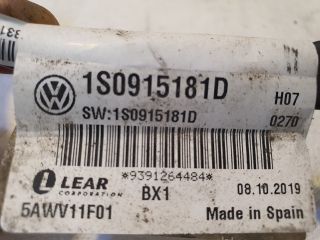 1S0915181D
H07
SW:1S0915181D
0270
*9391264484*
LEAR
CORPORATION
BX1
08.10.2019
5AWV11F01
Made in Spain